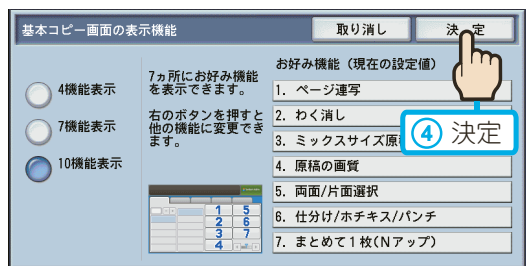 基本コピー画面の表示機能
取り消し
決 定
4機能表示
7機能表示
10機能表示
7ヵ所にお好み機能
を表示できます。
右のボタンを押すと
他の機能に変更でき
ます。
1 5
2 6
3 7
4
お好み機能（現在の設定値）
1. ページ連写
2. わく消し
3. ミックスサイズ原
4. 原稿の画質
5. 両面/片面選択
6. 仕分け/ホチキス/パンチ
7. まとめて1枚(Nアップ)
④ 決定